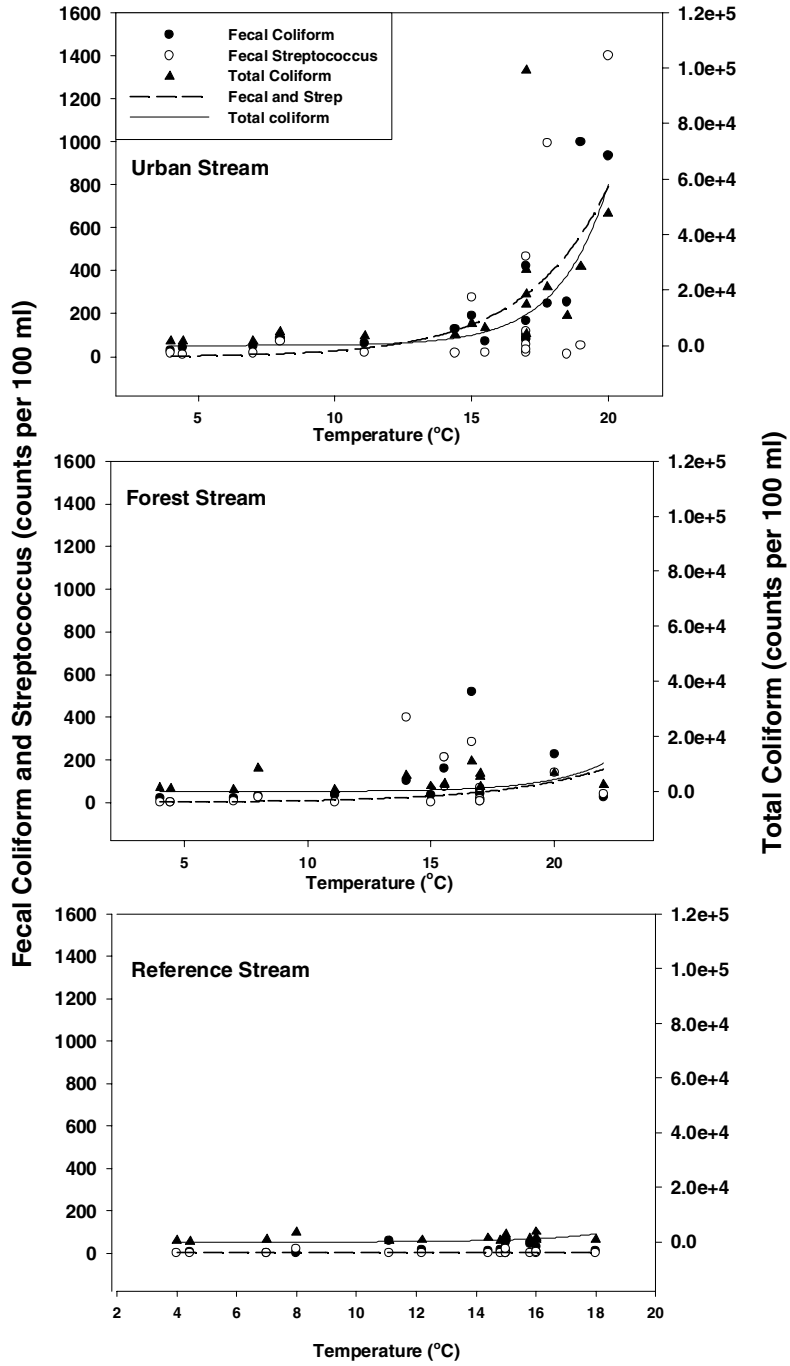 Fecal Coliform and Streptococcus (counts per 100 ml)
Total Coliform (counts per 100 ml)
1600
1400
1200
1000
800
600
400
200
0
Fecal Coliform
Fecal Streptococcus
Total Coliform
Fecal and Strep
Total coliform
Urban Stream
1.2e+5
1.0e+5
8.0e+4
6.0e+4
4.0e+4
2.0e+4
0.0
5 10 15 20
Temperature (°C)
1600
1400
1200
1000
800
600
400
200
0
Forest Stream
1.2e+5
1.0e+5
8.0e+4
6.0e+4
4.0e+4
2.0e+4
0.0
5 10 15 20
Temperature (°C)
1600
1400
1200
1000
800
600
400
200
0
Reference Stream
1.2e+5
1.0e+5
8.0e+4
6.0e+4
4.0e+4
2.0e+4
0.0
2 4 6 8 10 12 14 16 18 20
Temperature (°C)